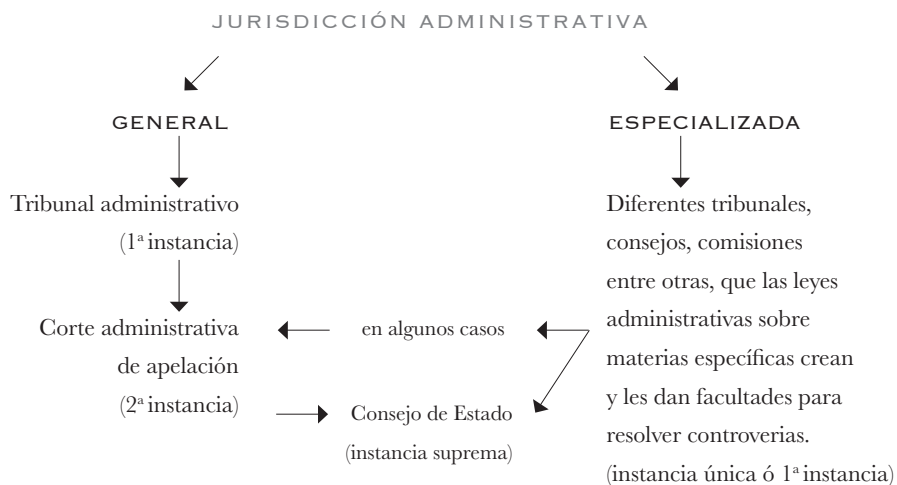 JURISDICCIÓN ADMINISTRATIVA
GENERAL
Tribunal administrativo
(1ª instancia)
Corte administrativa
de apelación
(2ª instancia)
en algunos casos
Consejo de Estado
(instancia suprema)
ESPECIALIZADA
Diferentes tribunales,
consejos, comisiones
entre otras, que las leyes
administrativas sobre
materias específicas crean
y les dan facultades para
resolver controverias.
(instancia única ó 1ª instancia)